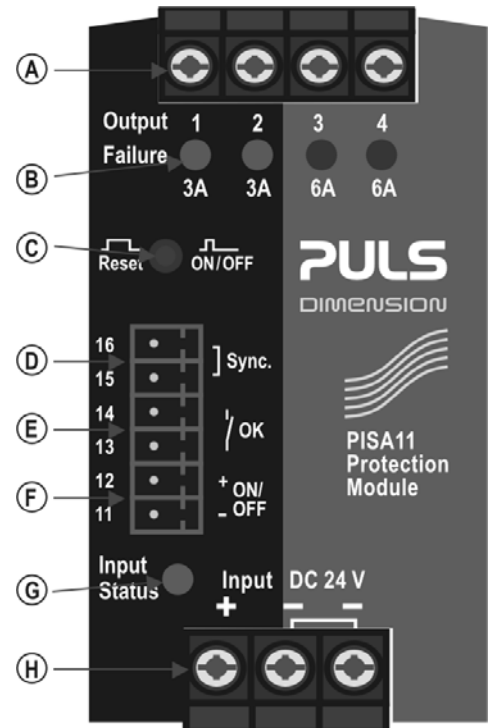 A
Output 1 2 3 4
Failure
B
3A 3A 6A 6A
C
Reset ON/OFF
PULS
DIMENSION
16
D
Sync.
15
14
E
OK
13
PISA11
Protection
Module
12
F
+ ON/
- OFF
11
Input
Status
G
Input DC 24 V
+ - -
H